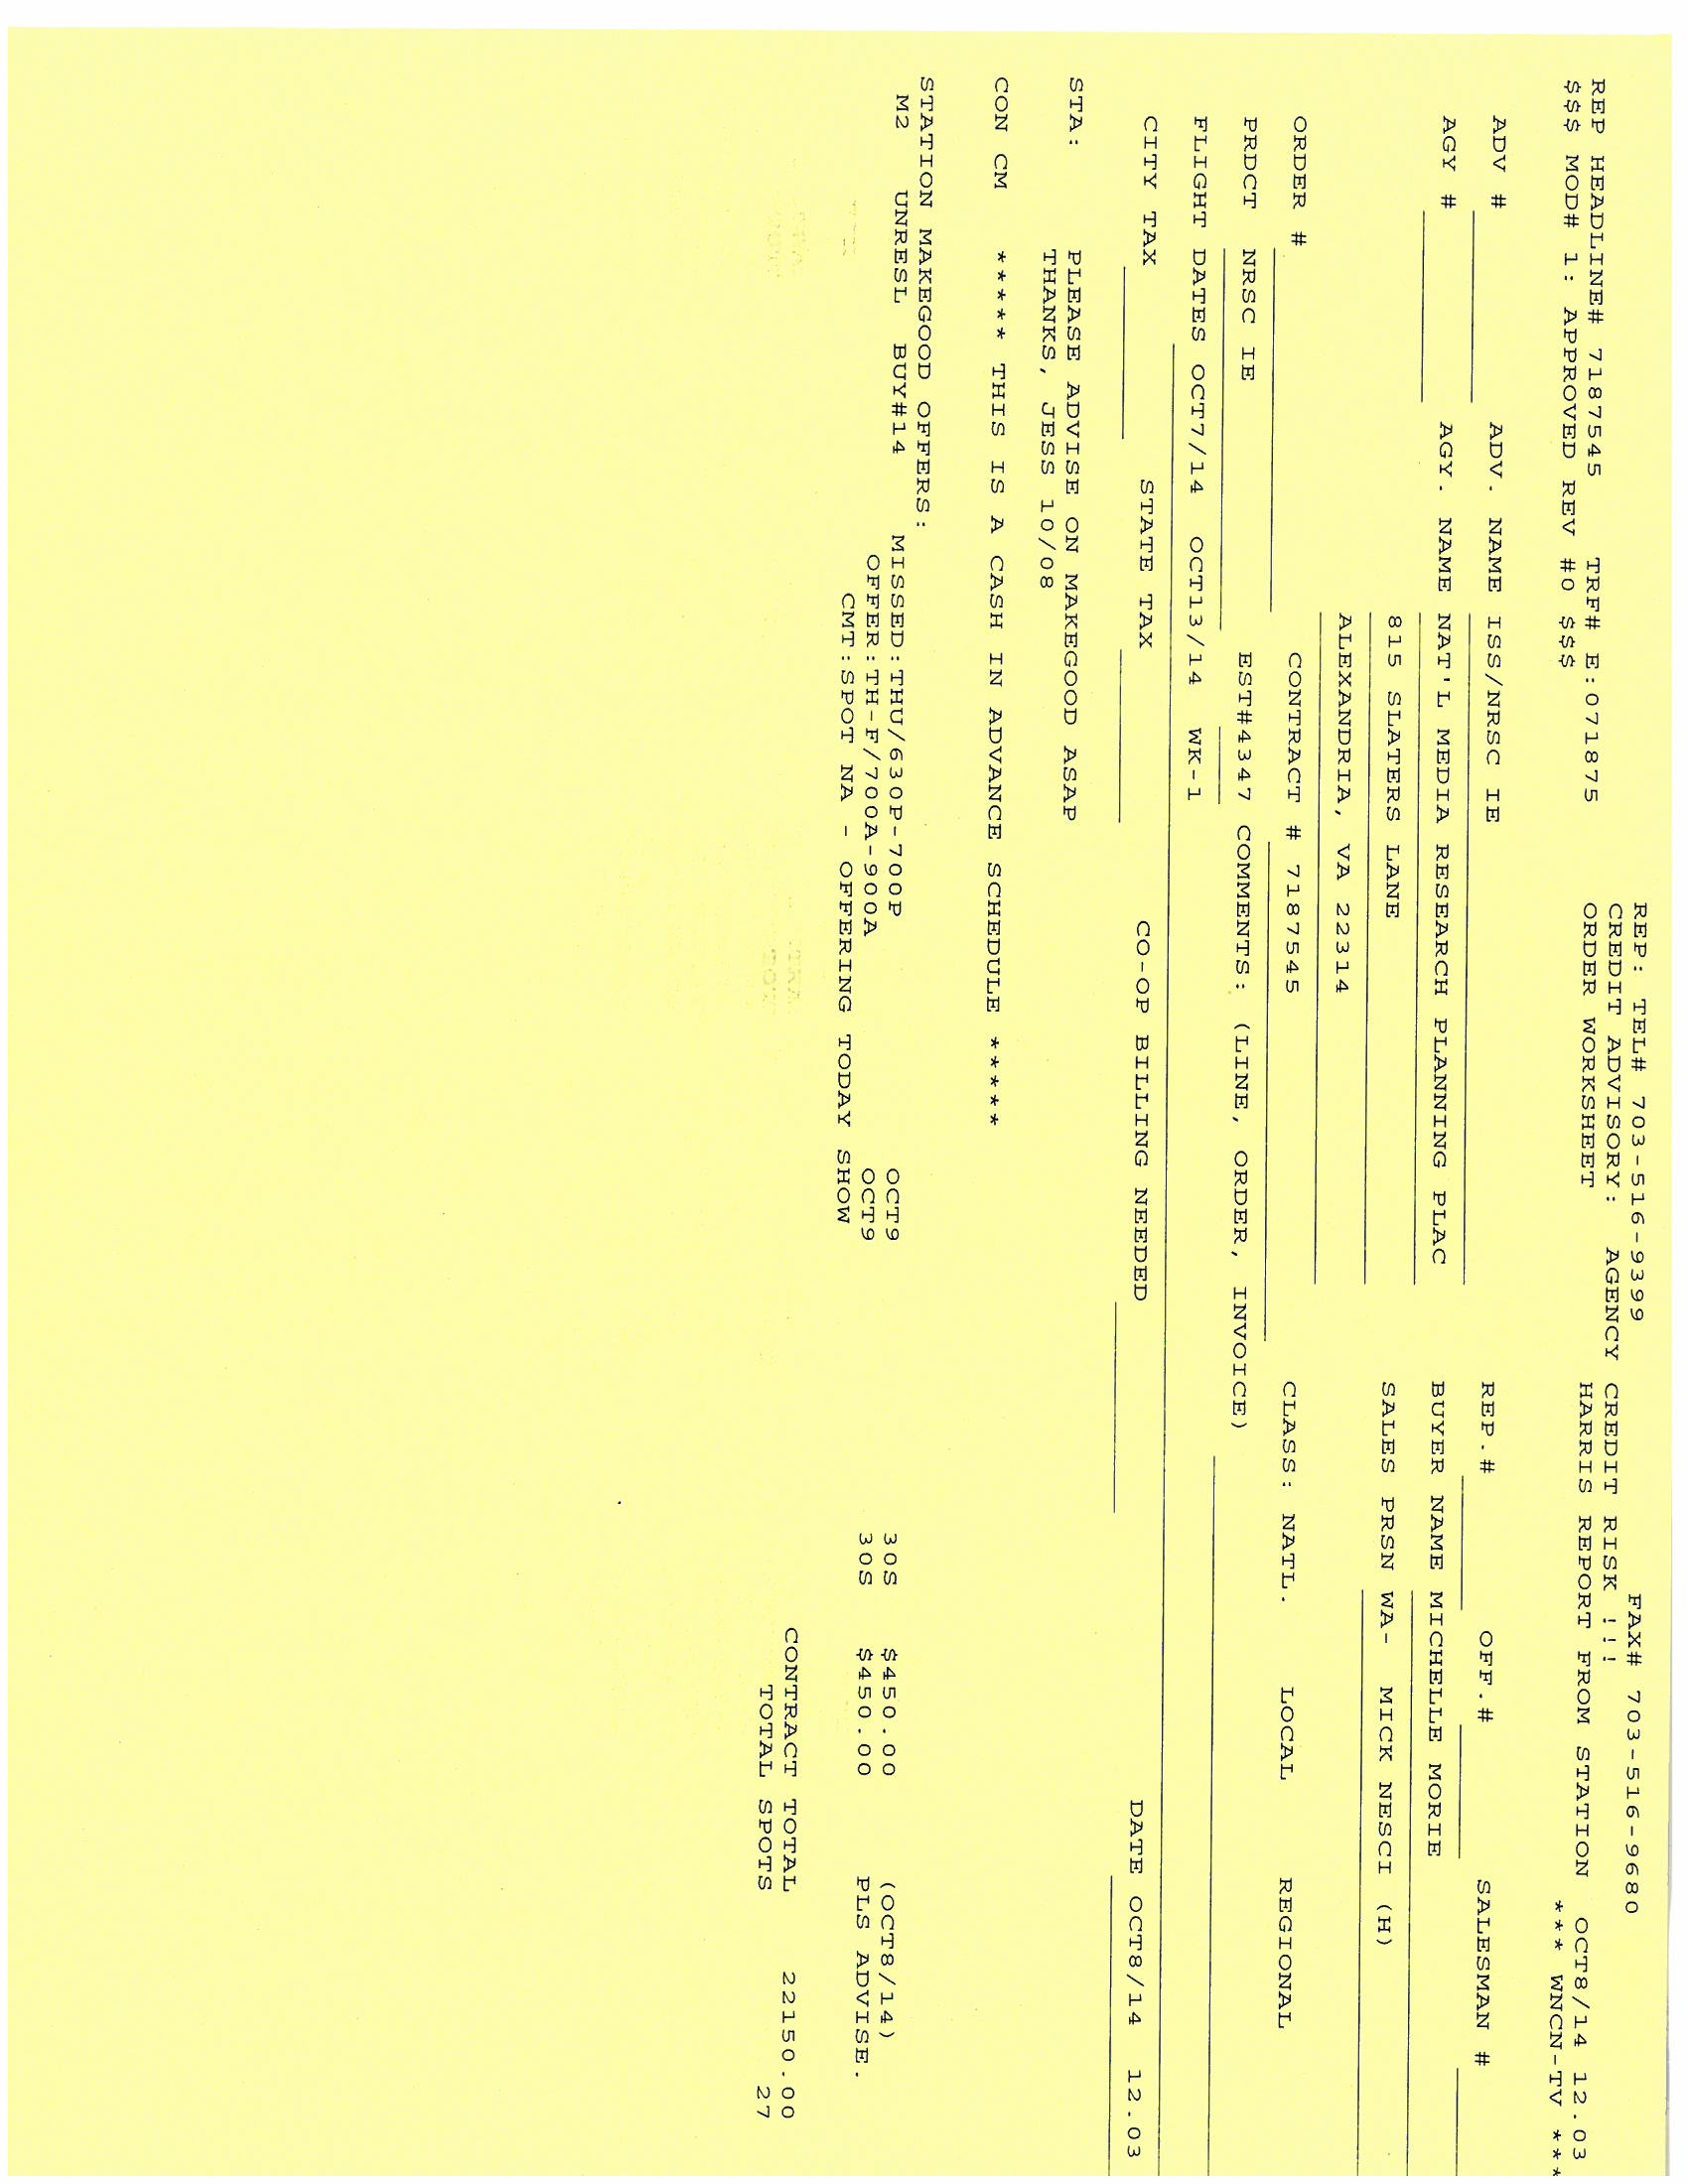 REP: TEL# 703-516-9399 FAX# 703-516-9680
CREDIT ADVISORY: AGENCY CREDIT RISK !!!
REP HEADLINE# 7187545 TRF# E:071875 ORDER WORKSHEET HARRIS REPORT FROM STATION OCT8/14 12.03
$$$ MOD# 1: APPROVED REV #0 $$$ *** WNCN-TV ***
ADV # ADV. NAME ISS/NRSC IE REP.# OFF.# SALESMAN #
AGY # AGY. NAME NAT'L MEDIA RESEARCH PLANNING PLAC BUYER NAME MICHELLE MORIE
815 SLATERS LANE SALES PRSN WA- MICK NESCI (H)
ALEXANDRIA, VA 22314
ORDER # CONTRACT # 7187545 CLASS: NATL. LOCAL REGIONAL
PRDCT NRSC IE EST#4347 COMMENTS: (LINE, ORDER, INVOICE)
FLIGHT DATES OCT7/14 OCT13/14 WK-1
CITY TAX STATE TAX CO-OP BILLING NEEDED DATE OCT8/14 12.03
STA: PLEASE ADVISE ON MAKEGOOD ASAP
THANKS, JESS 10/08
CON CM ***** THIS IS A CASH IN ADVANCE SCHEDULE *****
STATION MAKEGOOD OFFERS:
M2 UNRESL BUY#14 MISSED:THU/630P-700P OCT9 30S $450.00 (OCT8/14)
OFFER:TH-F/700A-900A OCT9 30S $450.00 PLS ADVISE.
CMT:SPOT NA - OFFERING TODAY SHOW
CONTRACT TOTAL 22150.00
TOTAL SPOTS 27